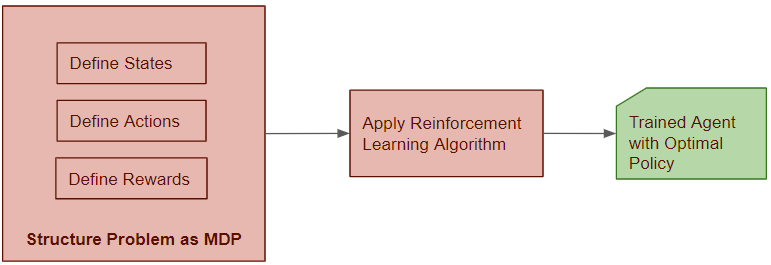 Define States
Define Actions
Define Rewards
Structure Problem as MDP
Apply Reinforcement
Learning Algorithm
Trained Agent
with Optimal
Policy